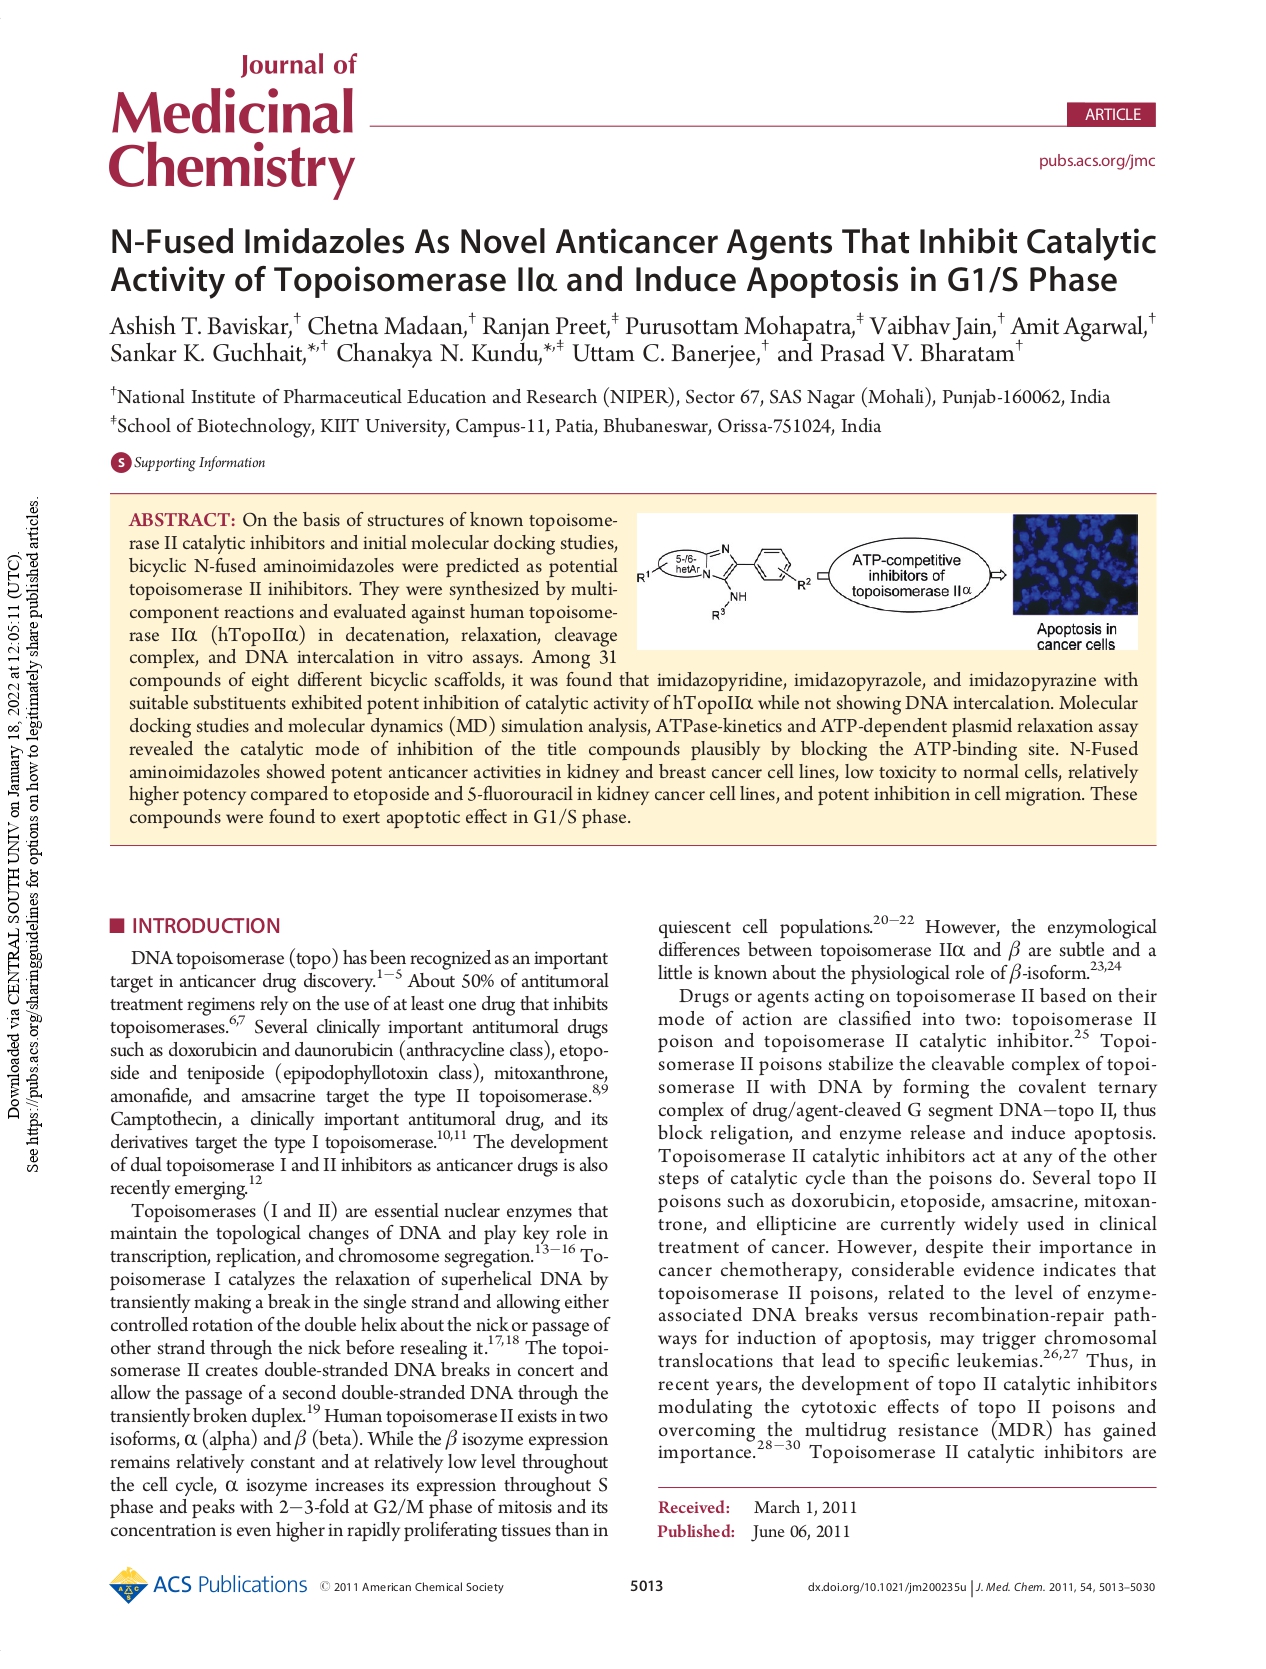 Journal of
Medicinal
Chemistry
ARTICLE
pubs.acs.org/jmc
N-Fused Imidazoles As Novel Anticancer Agents That Inhibit Catalytic
Activity of Topoisomerase IIα and Induce Apoptosis in G1/S Phase
Ashish T. Baviskar,† Chetna Madaan,† Ranjan Preet,‡ Purusottam Mohapatra,‡ Vaibhav Jain,† Amit Agarwal,†
Sankar K. Guchhait,*,† Chanakya N. Kundu,*,‡ Uttam C. Banerjee,† and Prasad V. Bharatam†
†National Institute of Pharmaceutical Education and Research (NIPER), Sector 67, SAS Nagar (Mohali), Punjab-160062, India
‡School of Biotechnology, KIIT University, Campus-11, Patia, Bhubaneswar, Orissa-751024, India
S Supporting Information
ABSTRACT: On the basis of structures of known topoisome-
rase II catalytic inhibitors and initial molecular docking studies,
bicyclic N-fused aminoimidazoles were predicted as potential
topoisomerase II inihibitors. They were synthesized by multi-
component reactions and evaluated against human topoisome-
rase IIα (hTopoIIα) in decatenation, relaxation, cleavage
complex, and DNA intercalation in vitro assays. Among 31
compounds of eight different bicyclic scaffolds, it was found that imidazopyridine, imidazopyrazole, and imidazopyrazine with
suitable substituents exhibited potent inhibition of catalytic activity of hTopoIIα while not showing DNA intercalation. Molecular
docking studies and molecular dynamics (MD) simulation analysis, ATPase-kinetics and ATP-dependent plasmid relaxation assay
revealed the catalytic mode of inhibition of the title compounds plausibly by blocking the ATP-binding site. N-Fused
aminoimidazoles showed potent anticancer activities in kidney and breast cancer cell lines, low toxicity to normal cells, relatively
higher potency compared to etoposide and 5-fluorouracil in kidney cancer cell lines, and potent inhibition in cell migration. These
compounds were found to exert apoptotic effect in G1/S phase.
R1
5-/6-
hetAr
N
N
NH
R3
R2
ATP-competitive
inhibitors of
topoisomerase IIα
Apoptosis in
cancer cells
■ INTRODUCTION
DNA topoisomerase (topo) has been recognized as an important
target in anticancer drug discovery.1−5 About 50% of antitumoral
treatment regimens rely on the use of at least one drug that inhibits
topoisomerases.6,7 Several clinically important antitumoral drugs
such as doxorubicin and daunorubicin (anthracycline class), etopo-
side and teniposide (epipodophyllotoxin class), mitoxanthrone,
amonafide, and amsacrine target the type II topoisomerase.8,9
Camptothecin, a clinically important antitumoral drug, and its
derivatives target the type I topoisomerase.10,11 The development
of dual topoisomerase I and II inhibitors as anticancer drugs is also
recently emerging.12
Topoisomerases (I and II) are essential nuclear enzymes that
maintain the topological changes of DNA and play key role in
transcription, replication, and chromosome segregation.13−16 To-
poisomerase I catalyzes the relaxation of superhelical DNA by
transiently making a break in the single strand and allowing either
controlled rotation of the double helix about the nick or passage of
other strand through the nick before resealing it.17,18 The topoi-
somerase II creates double-stranded DNA breaks in concert and
allow the passage of a second double-stranded DNA through the
transiently broken duplex.19 Human topoisomerase II exists in two
isoforms, α (alpha) and β (beta). While the β isozyme expression
remains relatively constant and at relatively low level throughout
the cell cycle, α isozyme increases its expression throughout S
phase and peaks with 2−3-fold at G2/M phase of mitosis and its
concentration is even higher in rapidly proliferating tissues than in
quiescent cell populations.20−22 However, the enzymological
differences between topoisomerase IIα and β are subtle and a
little is known about the physiological role of β-isoform.23,24
Drugs or agents acting on topoisomerase II based on their
mode of action are classified into two: topoisomerase II
poison and topoisomerase II catalytic inhibitor.25 Topoi-
somerase II poisons stabilize the cleavable complex of topoi-
somerase II with DNA by forming the covalent ternary
complex of drug/agent-cleaved G segment DNA−topo II, thus
block religation, and enzyme release and induce apoptosis.
Topoisomerase II catalytic inhibitors act at any of the other
steps of catalytic cycle than the poisons do. Several topo II
poisons such as doxorubicin, etoposide, amsacrine, mitoxan-
trone, and ellipticine are currently widely used in clinical
treatment of cancer. However, despite their importance in
cancer chemotherapy, considerable evidence indicates that
topoisomerase II poisons, related to the level of enzyme-
associated DNA breaks versus recombination-repair path-
ways for induction of apoptosis, may trigger chromosomal
translocations that lead to specific leukemias.26,27 Thus, in
recent years, the development of topo II catalytic inhibitors
modulating the cytotoxic effects of topo II poisons and
overcoming the multidrug resistance (MDR) has gained
importance.28−30 Topoisomerase II catalytic inhibitors are
Received: March 1, 2011
Published: June 06, 2011
ACS Publications © 2011 American Chemical Society
5013
dx.doi.org/10.1021/jm200235u | J. Med. Chem. 2011, 54, 5013–5030
Downloaded via CENTRAL SOUTH UNIV on January 18, 2022 at 12:05:11 (UTC).
See https://pubs.acs.org/sharingguidelines for options on how to legitimately share published articles.